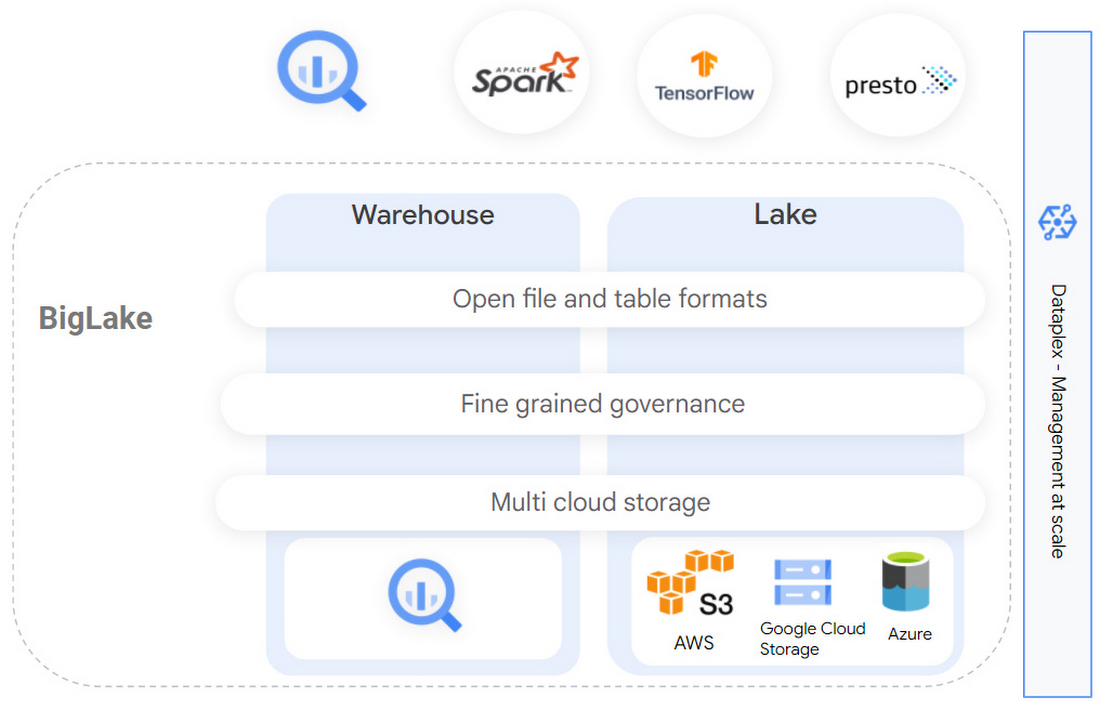 APACHE
Spark
TensorFlow
presto
Warehouse
Lake
BigLake
Open file and table formats
Fine grained governance
Multi cloud storage
S3
AWS
Google Cloud
Storage
Azure
Dataplex - Management at scale